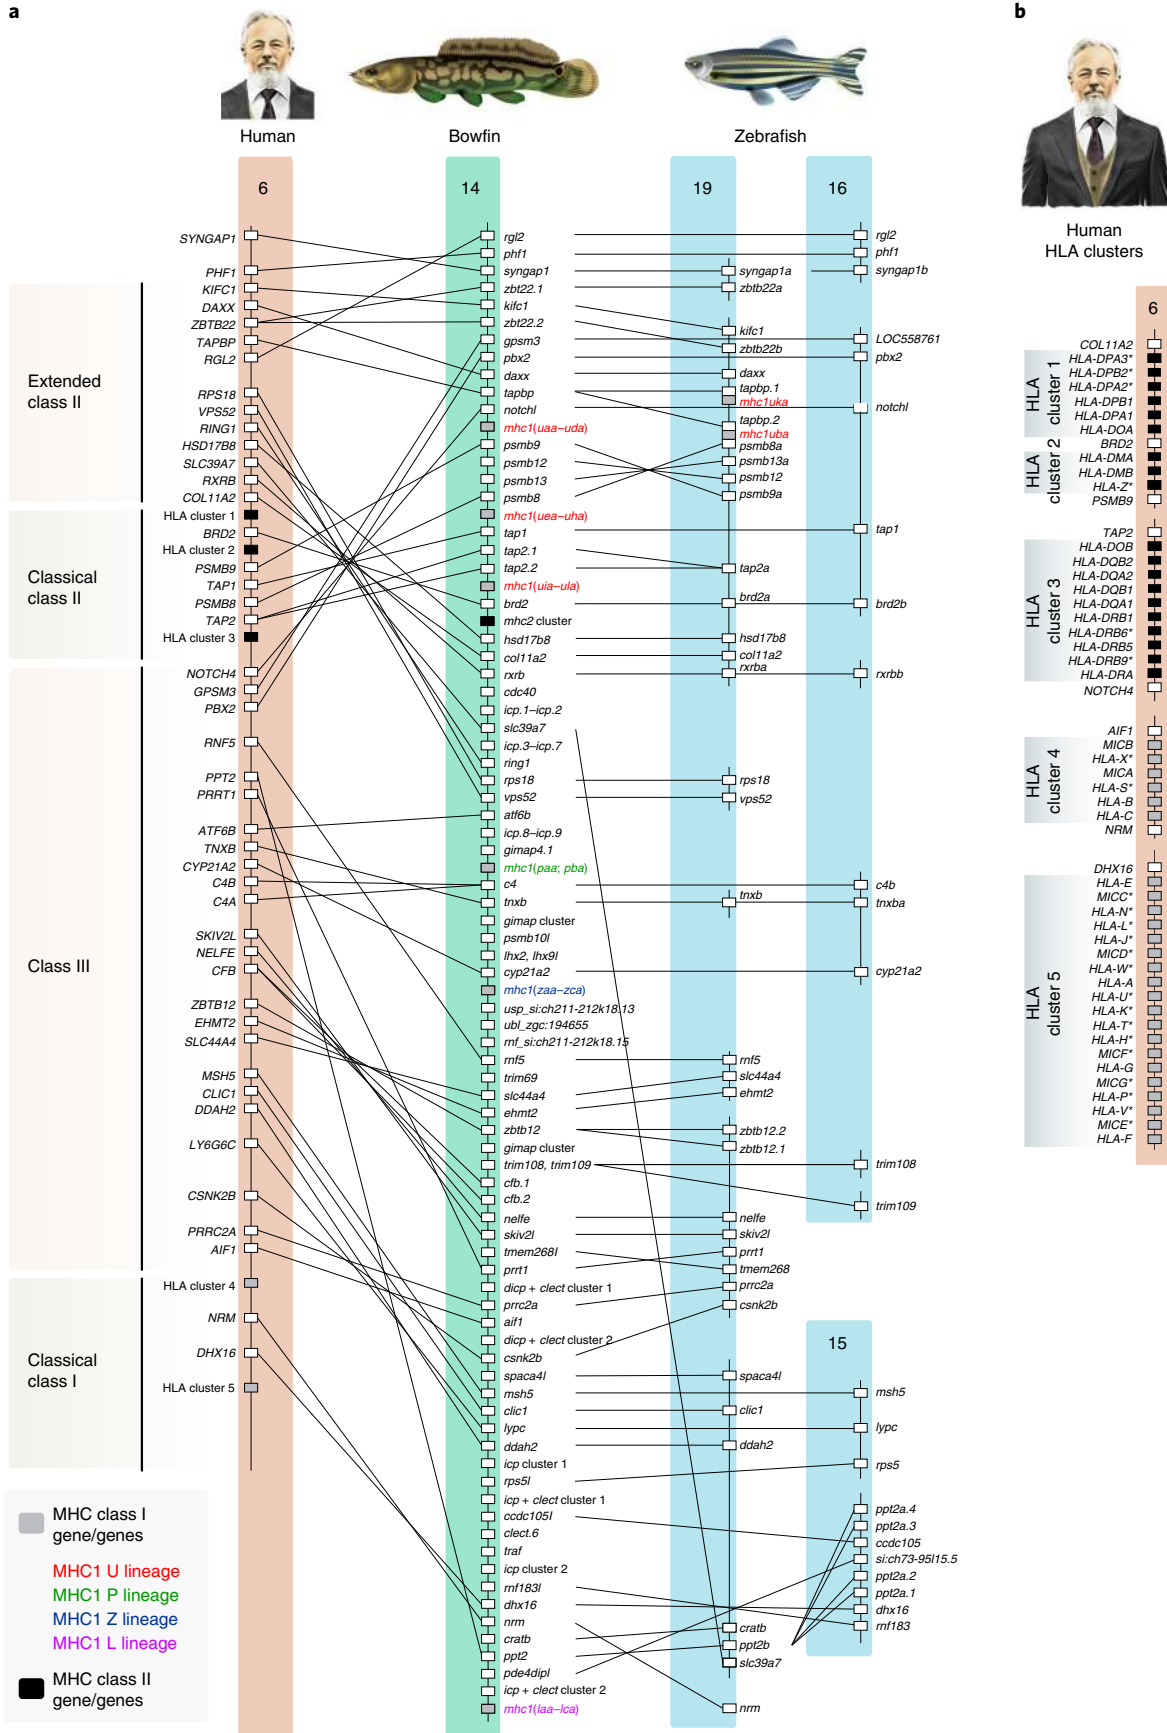 a
b
Human
Bowfin
Zebrafish
Human
HLA clusters
6
14
19
16
15
6
Extended
class II
Classical
class II
Class III
Classical
class I
SYNGAP1
PHF1
KIFC1
DAXX
ZBTB22
TAPBP
RGL2
RPS18
VPS52
RING1
HSD17B8
SLC39A7
RXRB
COL11A2
HLA cluster 1
BRD2
HLA cluster 2
PSMB9
TAP1
PSMB8
TAP2
HLA cluster 3
NOTCH4
GPSM3
PBX2
RNF5
PPT2
PRRT1
ATF6B
TNXB
CYP21A2
C4B
C4A
SKIV2L
NELFE
CFB
ZBTB12
EHMT2
SLC44A4
MSH5
CLIC1
DDAH2
LY6G6C
CSNK2B
PRRC2A
AIF1
HLA cluster 4
NRM
DHX16
HLA cluster 5
rgl2
phf1
syngap1
zbt22.1
kifc1
zbt22.2
gpsm3
pbx2
daxx
tapbp
notchl
mhc1(uaa–uda)
psmb9
psmb12
psmb13
psmb8
mhc1(uea–uha)
tap1
tap2.1
tap2.2
mhc1(uia–ula)
brd2
mhc2 cluster
hsd17b8
col11a2
rxrb
cdc40
icp.1–icp.2
slc39a7
icp.3–icp.7
ring1
rps18
vps52
atf6b
icp.8–icp.9
gimap4.1
mhc1(paa; pba)
c4
tnxb
gimap cluster
psmb10l
lhx2, lhx9l
cyp21a2
mhc1(zaa–zca)
usp_si:ch211-212k18.13
ubl_zgc:194655
rnf_si:ch211-212k18.15
rnf5
trim69
slc44a4
ehmt2
zbtb12
gimap cluster
trim108, trim109
cfb.1
cfb.2
nelfe
skiv2l
tmem268l
prrt1
dicp + clect cluster 1
prrc2a
aif1
dicp + clect cluster 2
csnk2b
spaca4l
msh5
clic1
lypc
ddah2
icp cluster 1
rps5l
icp + clect cluster 1
ccdc105l
clect.6
traf
icp cluster 2
rnf183l
dhx16
nrm
cratb
ppt2
pde4dipl
icp + clect cluster 2
mhc1(laa–lca)
syngap1a
zbtb22a
kifc1
zbtb22b
daxx
tapbp.1
mhc1uka
tapbp.2
mhc1uba
psmb8a
psmb13a
psmb12
psmb9a
tap2a
brd2a
hsd17b8
col11a2
rxrba
rps18
vps52
tnxb
rnf5
slc44a4
ehmt2
zbtb12.2
zbtb12.1
nelfe
skiv2l
prrt1
tmem268
prrc2a
csnk2b
spaca4l
clic1
ddah2
cratb
ppt2b
slc39a7
nrm
rgl2
phf1
syngap1b
LOC558761
pbx2
notchl
tap1
brd2b
rxrbb
c4b
tnxba
cyp21a2
trim108
trim109
msh5
lypc
rps5
ppt2a.4
ppt2a.3
ccdc105
si:ch73-95l15.5
ppt2a.2
ppt2a.1
dhx16
rnf183
MHC class I
gene/genes
MHC1 U lineage
MHC1 P lineage
MHC1 Z lineage
MHC1 L lineage
MHC class II
gene/genes
HLA
cluster 1
HLA
cluster 2
HLA
cluster 3
HLA
cluster 4
HLA
cluster 5
COL11A2
HLA-DPA3*
HLA-DPB2*
HLA-DPA2*
HLA-DPB1
HLA-DPA1
HLA-DOA
BRD2
HLA-DMA
HLA-DMB
HLA-Z*
PSMB9
TAP2
HLA-DOB
HLA-DQB2
HLA-DQA2
HLA-DQB1
HLA-DQA1
HLA-DRB1
HLA-DRB6*
HLA-DRB5
HLA-DRB9*
HLA-DRA
NOTCH4
AIF1
MICB
HLA-X*
MICA
HLA-S*
HLA-B
HLA-C
NRM
DHX16
HLA-E
MICC*
HLA-N*
HLA-L*
HLA-J*
MICD*
HLA-W*
HLA-A
HLA-U*
HLA-K*
HLA-T*
HLA-H*
MICF*
HLA-G
MICG*
HLA-P*
HLA-V*
MICE*
HLA-F